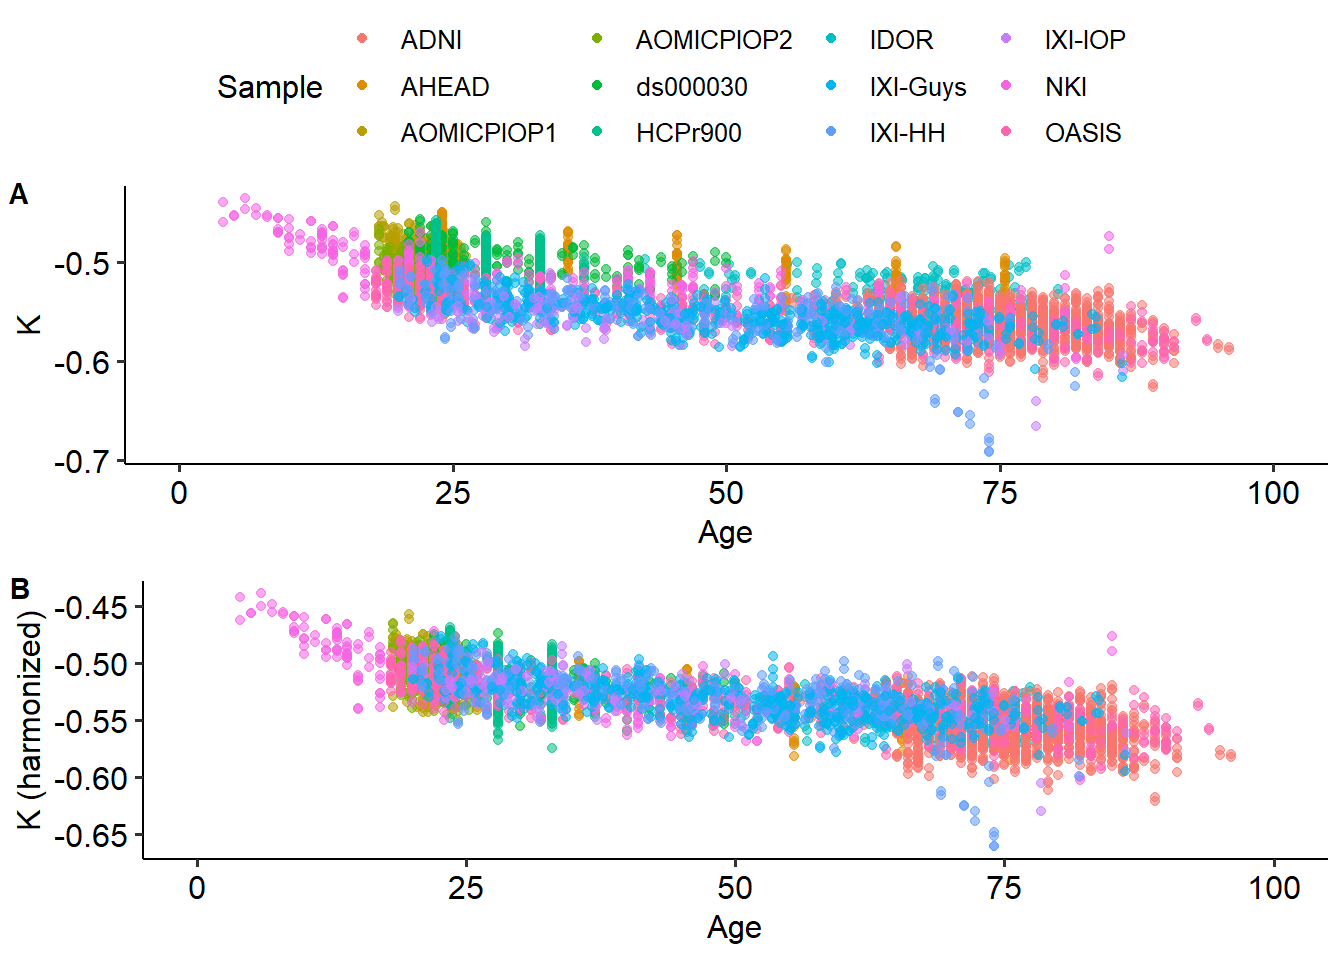 Sample
ADNI AOMICPIOP2 IDOR IXI-IOP
AHEAD ds000030 IXI-Guys NKI
AOMICPIOP1 HCPr900 IXI-HH OASIS
A
K
-0.5
-0.6
-0.7
0 25 50 75 100
Age
B
K (harmonized)
-0.45
-0.50
-0.55
-0.60
-0.65
0 25 50 75 100
Age